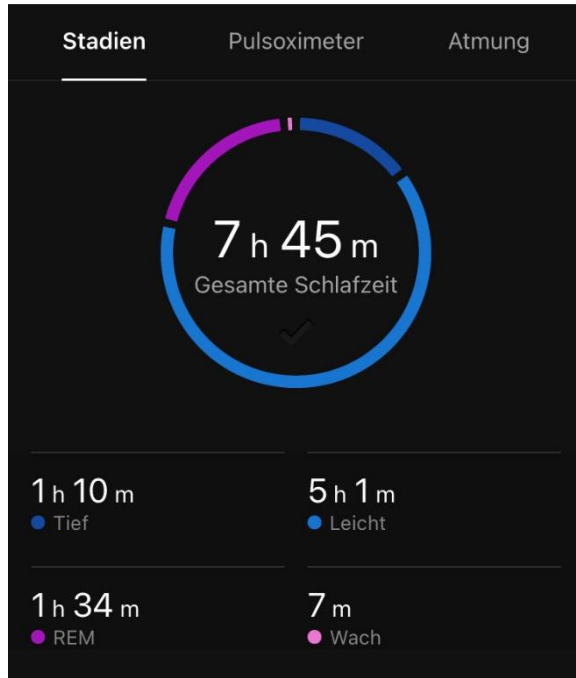 Stadien Pulsoximeter Atmung
7 h 45 m
Gesamte Schlafzeit
1 h 10 m 5 h 1 m
Tief Leicht
1 h 34 m 7 m
REM Wach